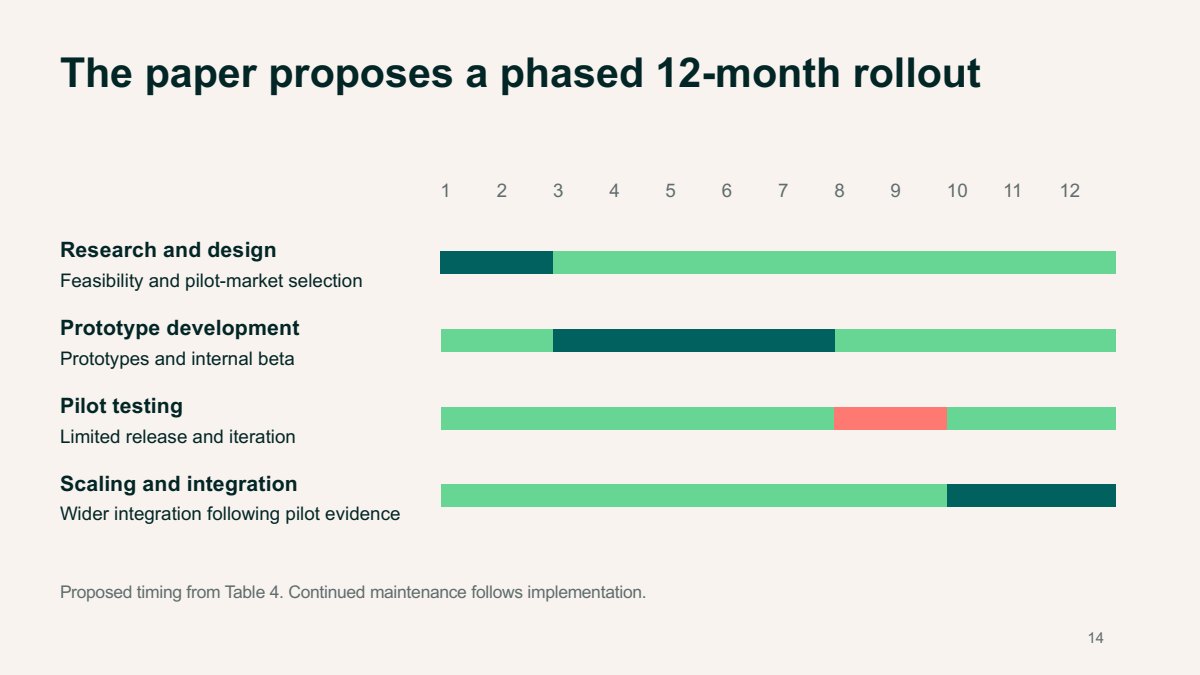 The paper proposes a phased 12-month rollout
1 2 3 4 5 6 7 8 9 10 11 12
Research and design
Feasibility and pilot-market selection
Prototype development
Prototypes and internal beta
Pilot testing
Limited release and iteration
Scaling and integration
Wider integration following pilot evidence
Proposed timing from Table 4. Continued maintenance follows implementation.
14